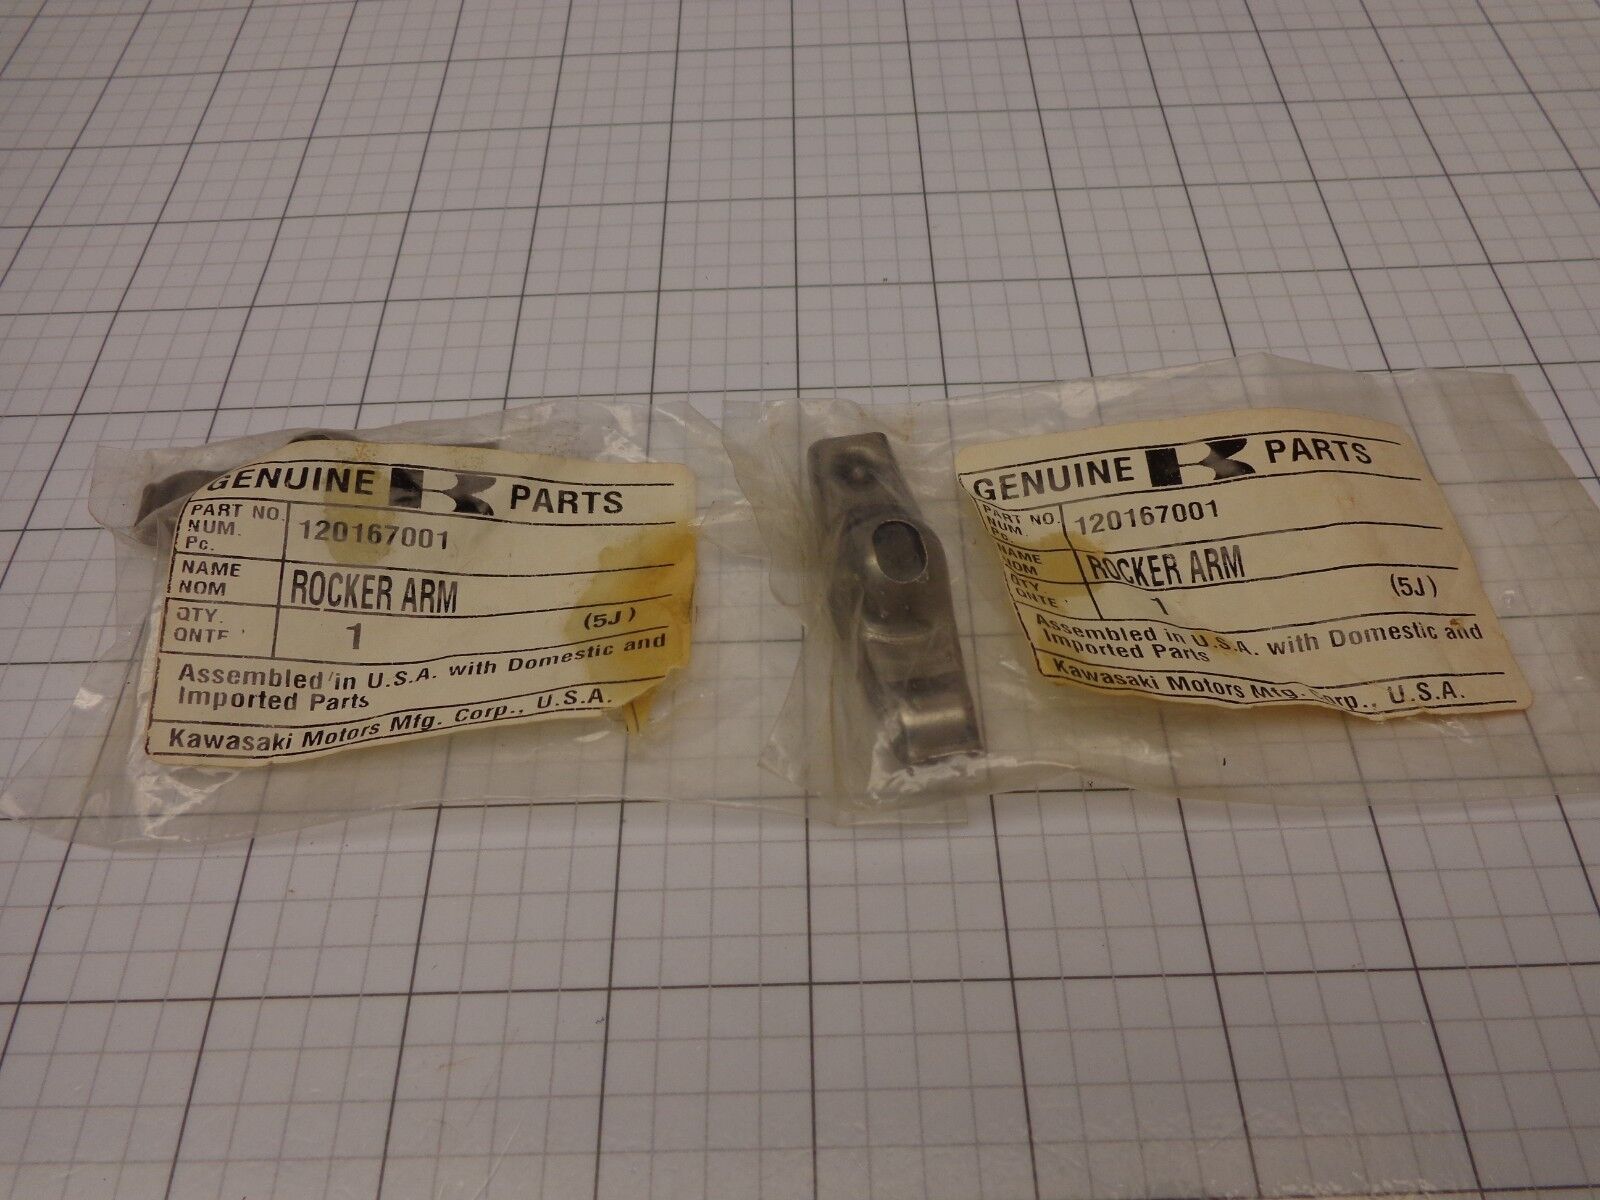 GENUINE K PARTS
PART NO. 120167001
NUM.
Pc.
NAME ROCKER ARM
NOM
QTY. 1 (5J)
QNTE
Assembled in U.S.A. with Domestic and
Imported Parts
Kawasaki Motors Mfg. Corp., U.S.A.
GENUINE K PARTS
PART NO. 120167001
NUM.
Pc.
NAME ROCKER ARM
NOM
QTY 1 (5J)
QNTE
Assembled in U.S.A. with Domestic and
Imported Parts
Kawasaki Motors Mfg. Corp., U.S.A.